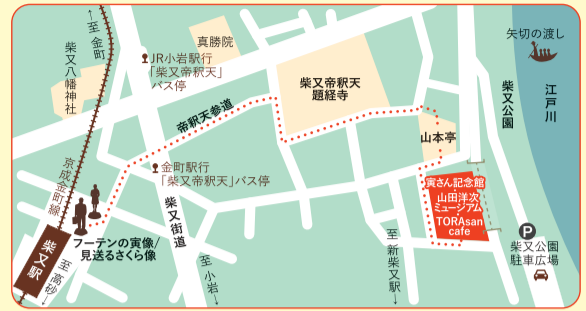 ←至 金町
柴又八幡神社
JR小岩駅行
「柴又帝釈天」
バス停
真勝院
柴又帝釈天
題経寺
帝釈天参道
山本亭
矢切の渡し
江戸川
柴又公園
京成金町線
金町駅行
「柴又帝釈天」バス停
柴又街道
寅さん記念館
山田洋次
ミュージアム・
TORAsan
cafe
フーテンの寅像/
見送るさくら像
柴又駅
至 高砂→
至 小岩→
至 新柴又駅→
P
柴又公園
駐車広場